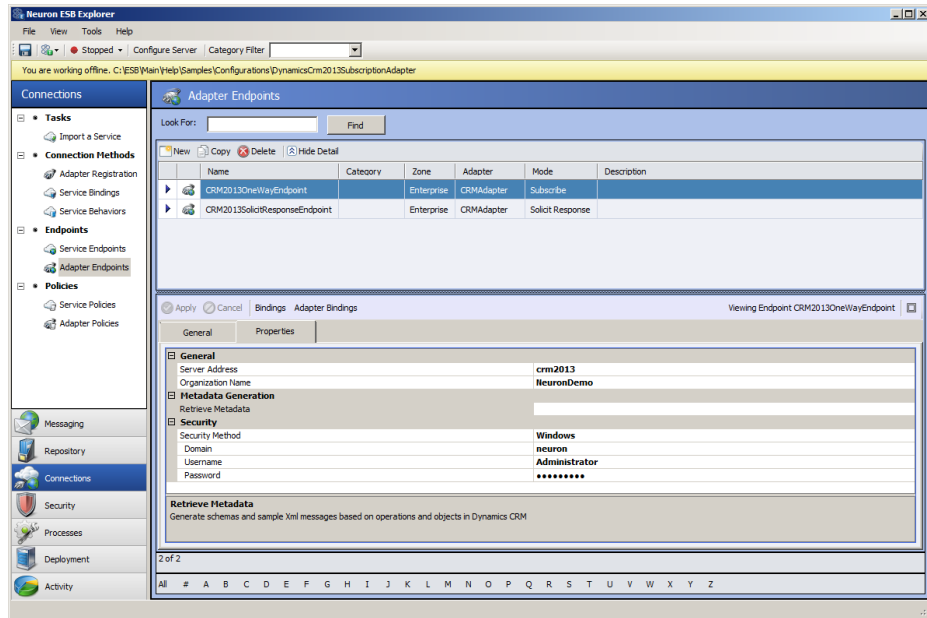 Neuron ESB Explorer
File View Tools Help
Stopped Configure Server Category Filter
You are working offline. C:\ESB\Main\Help\Samples\Configurations\DynamicsCrm2013SubscriptionAdapter
Connections
Tasks
Import a Service
Connection Methods
Adapter Registration
Service Bindings
Service Behaviors
Endpoints
Service Endpoints
Adapter Endpoints
Policies
Service Policies
Adapter Policies
Messaging
Repository
Connections
Security
Processes
Deployment
Activity
Adapter Endpoints
Look For: Find
New Copy Delete Hide Detail
Name Category Zone Adapter Mode Description
CRM2013OneWayEndpoint Enterprise CRMAdapter Subscribe
CRM2013SolicitResponseEndpoint Enterprise CRMAdapter Solicit Response
Apply Cancel Bindings Adapter Bindings Viewing Endpoint CRM2013OneWayEndpoint
General Properties
General
Server Address crm2013
Organization Name NeuronDemo
Metadata Generation
Retrieve Metadata
Security
Security Method Windows
Domain neuron
Username Administrator
Password ●●●●●●●●●
Retrieve Metadata
Generate schemas and sample Xml messages based on operations and objects in Dynamics CRM
2 of 2
All # A B C D E F G H I J K L M N O P Q R S T U V W X Y Z